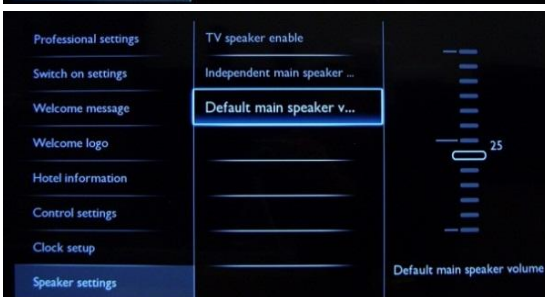 Professional settings
Switch on settings
Welcome message
Welcome logo
Hotel information
Control settings
Clock setup
Speaker settings
TV speaker enable
Independent main speaker ...
Default main speaker v...
25
Default main speaker volume